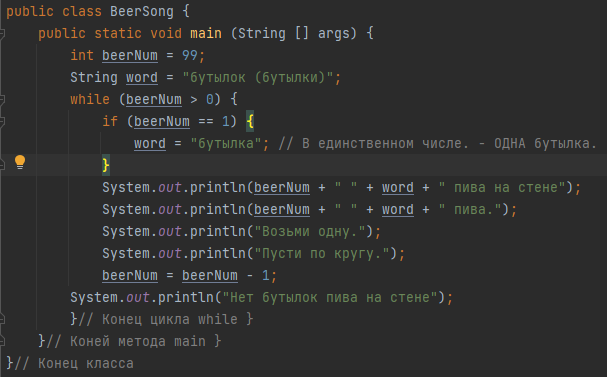 public class BeerSong {
    public static void main (String [] args) {
        int beerNum = 99;
        String word = "бутылок (бутылки)";
        while (beerNum > 0) {
            if (beerNum == 1) {
                word = "бутылка"; // В единственном числе. - ОДНА бутылка.
            }
            System.out.println(beerNum + " " + word + " пива на стене");
            System.out.println(beerNum + " " + word + " пива.");
            System.out.println("Возьми одну.");
            System.out.println("Пусти по кругу.");
            beerNum = beerNum - 1;
        System.out.println("Нет бутылок пива на стене");
        }// Конец цикла while }
    }// Коней метода main }
}// Конец класса